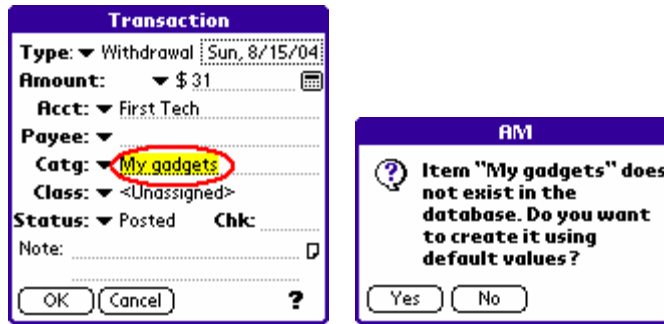 Transaction
Type: Withdrawal Sun, 8/15/04
Amount: $ 31
Acct: First Tech
Payee:
Catg: My gadgets
Class: <Unassigned>
Status: Posted Chk:
Note:
OK Cancel ?
AM
Item "My gadgets" does
not exist in the
database. Do you want
to create it using
default values?
Yes No